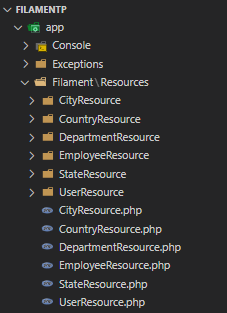 FILAMENTP
app
Console
Exceptions
Filament\Resources
CityResource
CountryResource
DepartmentResource
EmployeeResource
StateResource
UserResource
CityResource.php
CountryResource.php
DepartmentResource.php
EmployeeResource.php
StateResource.php
UserResource.php